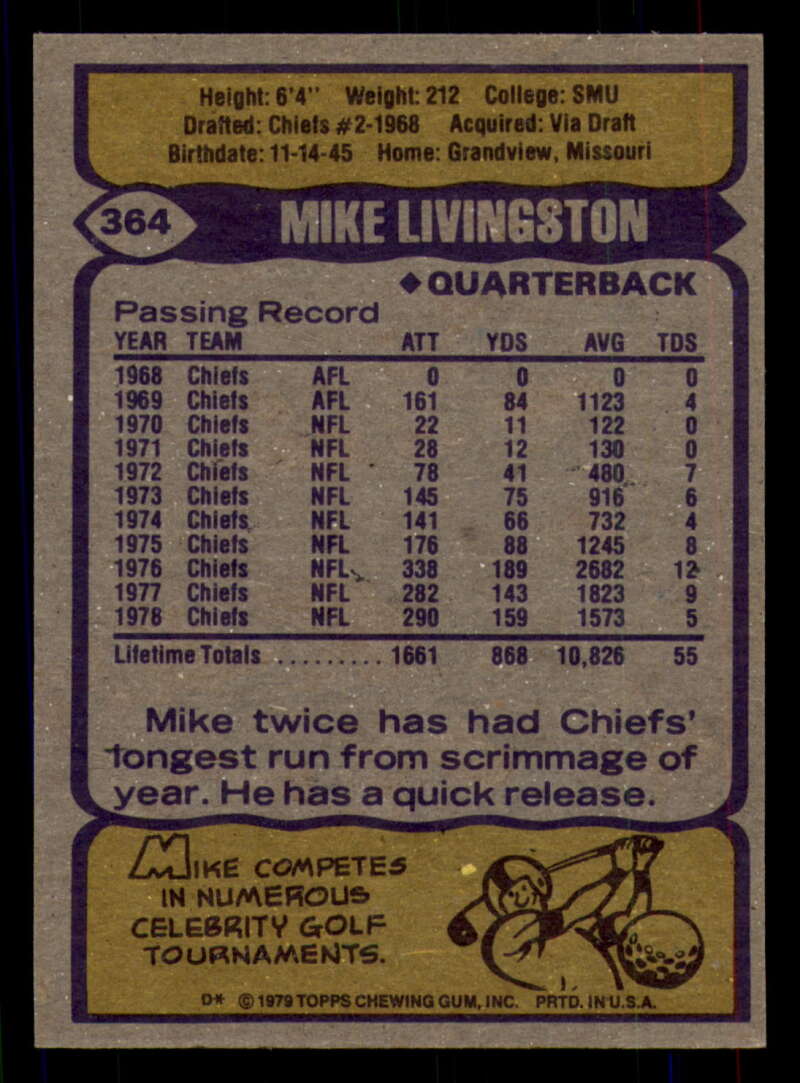 Height: 6'4" Weight: 212 College: SMU
Drafted: Chiefs #2-1968 Acquired: Via Draft
Birthdate: 11-14-45 Home: Grandview, Missouri
364 MIKE LIVINGSTON
◆ QUARTERBACK
Passing Record
YEAR TEAM ATT YDS AVG TDS
1968 Chiefs AFL 0 0 0 0
1969 Chiefs AFL 161 84 1123 4
1970 Chiefs NFL 22 11 122 0
1971 Chiefs NFL 28 12 130 0
1972 Chiefs NFL 78 41 480 7
1973 Chiefs NFL 145 75 916 6
1974 Chiefs NFL 141 66 732 4
1975 Chiefs NFL 176 88 1245 8
1976 Chiefs NFL 338 189 2682 12
1977 Chiefs NFL 282 143 1823 9
1978 Chiefs NFL 290 159 1573 5
Lifetime Totals ......... 1661 868 10,826 55
Mike twice has had Chiefs'
longest run from scrimmage of
year. He has a quick release.
MIKE COMPETES
IN NUMEROUS
CELEBRITY GOLF
TOURNAMENTS.
D* © 1979 TOPPS CHEWING GUM, INC. PRTD. IN U.S.A.